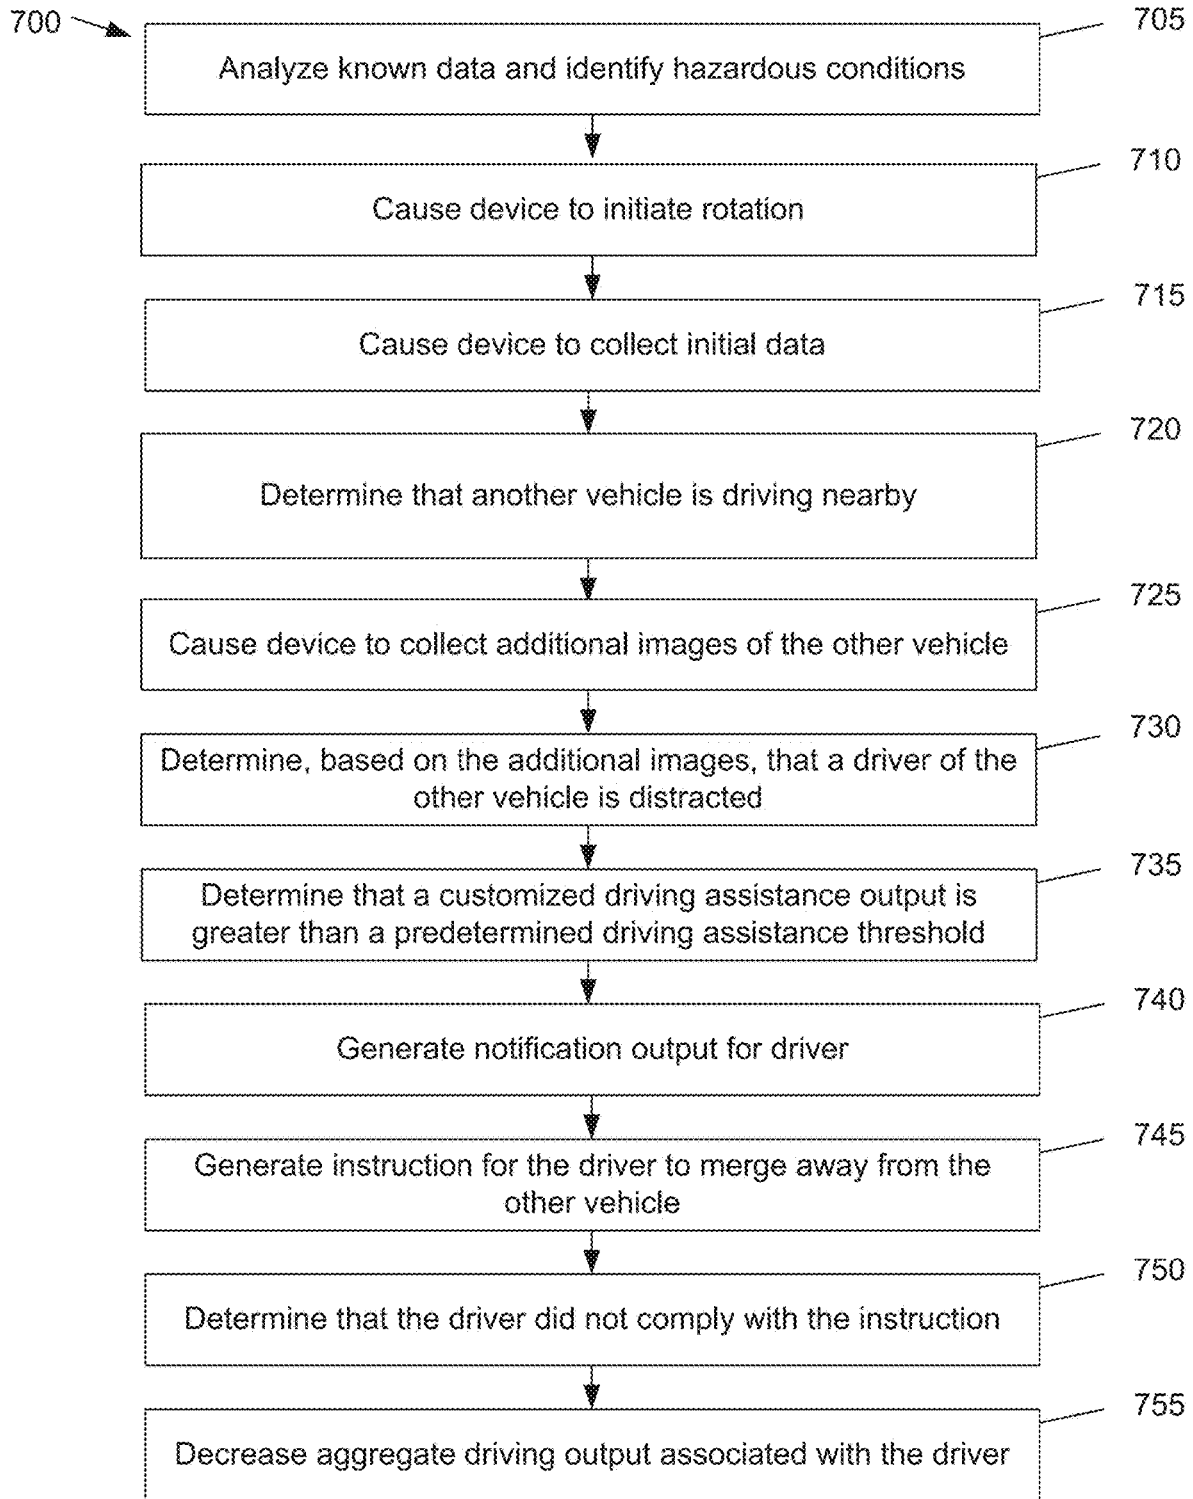 700
705
Analyze known data and identify hazardous conditions
710
Cause device to initiate rotation
715
Cause device to collect initial data
720
Determine that another vehicle is driving nearby
725
Cause device to collect additional images of the other vehicle
730
Determine, based on the additional images, that a driver of the
other vehicle is distracted
735
Determine that a customized driving assistance output is
greater than a predetermined driving assistance threshold
740
Generate notification output for driver
745
Generate instruction for the driver to merge away from the
other vehicle
750
Determine that the driver did not comply with the instruction
755
Decrease aggregate driving output associated with the driver